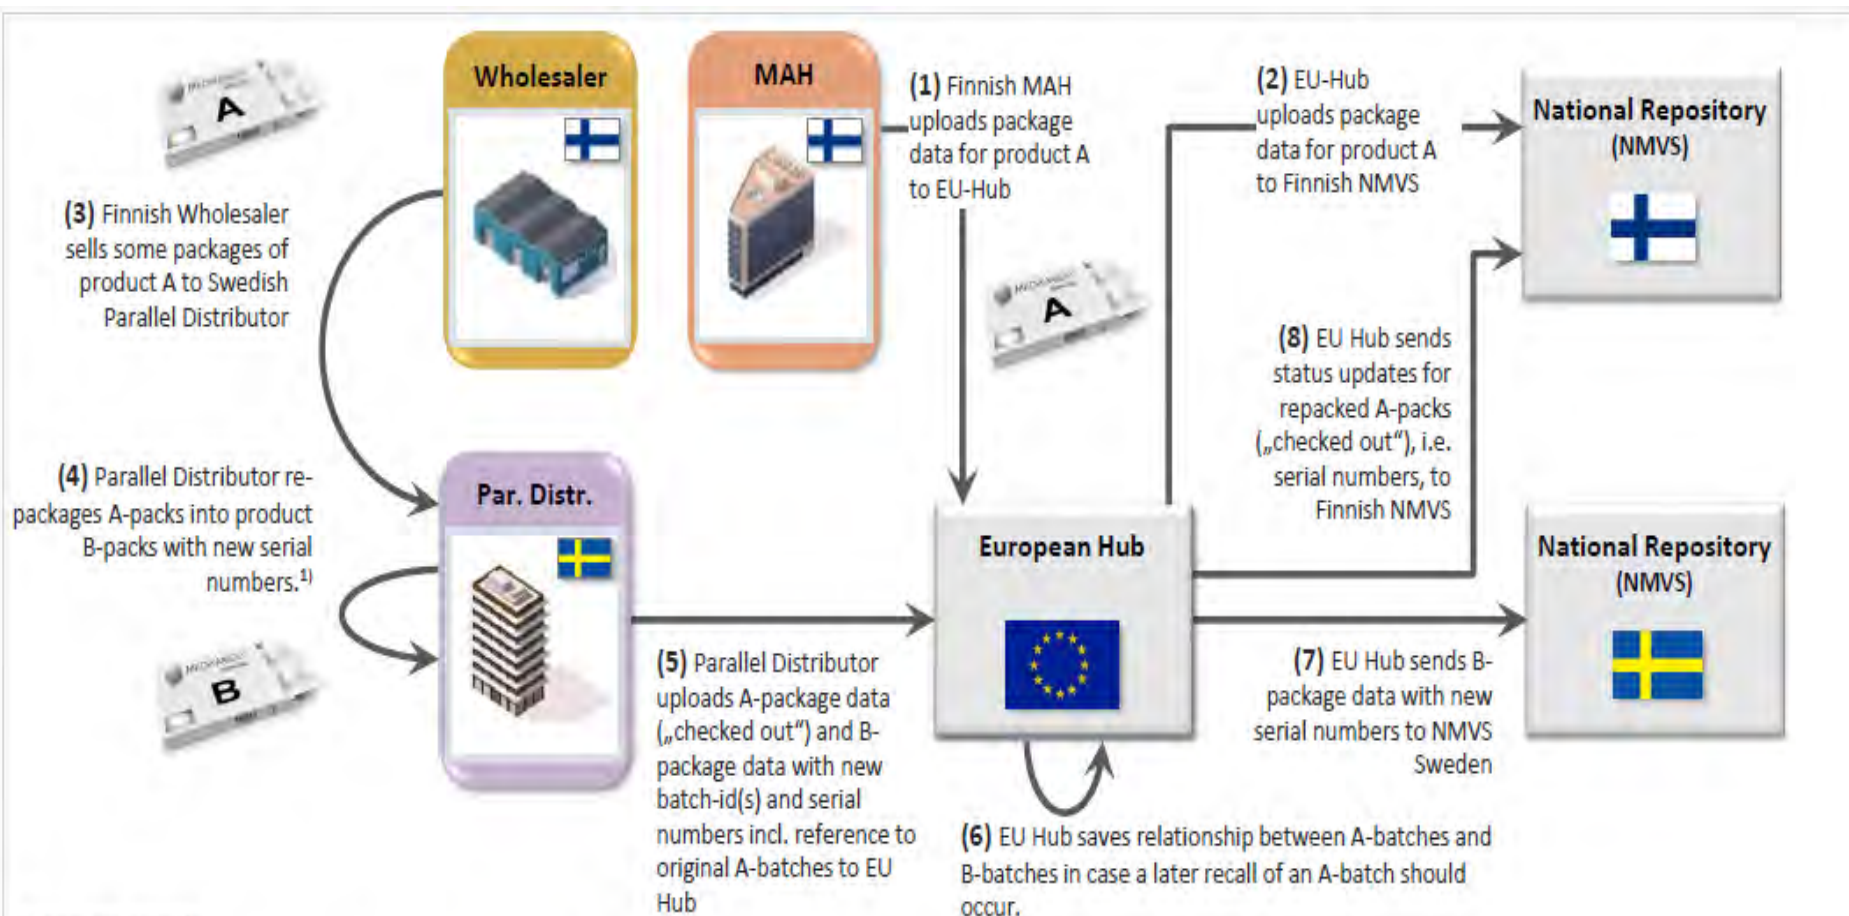 Wholesaler
MAH
(1) Finnish MAH
uploads package
data for product A
to EU-Hub
(2) EU-Hub
uploads package
data for product A
to Finnish NMVS
National Repository
(NMVS)
A
(3) Finnish Wholesaler
sells some packages of
product A to Swedish
Parallel Distributor
A
(8) EU Hub sends
status updates for
repacked A-packs
(„checked out“), i.e.
serial numbers, to
Finnish NMVS
(4) Parallel Distributor re-
packages A-packs into product
B-packs with new serial
numbers.¹⁾
Par. Distr.
European Hub
National Repository
(NMVS)
B
(5) Parallel Distributor
uploads A-package data
(„checked out“) and B-
package data with new
batch-id(s) and serial
numbers incl. reference to
original A-batches to EU
Hub
(7) EU Hub sends B-
package data with new
serial numbers to NMVS
Sweden
(6) EU Hub saves relationship between A-batches and
B-batches in case a later recall of an A-batch should
occur.